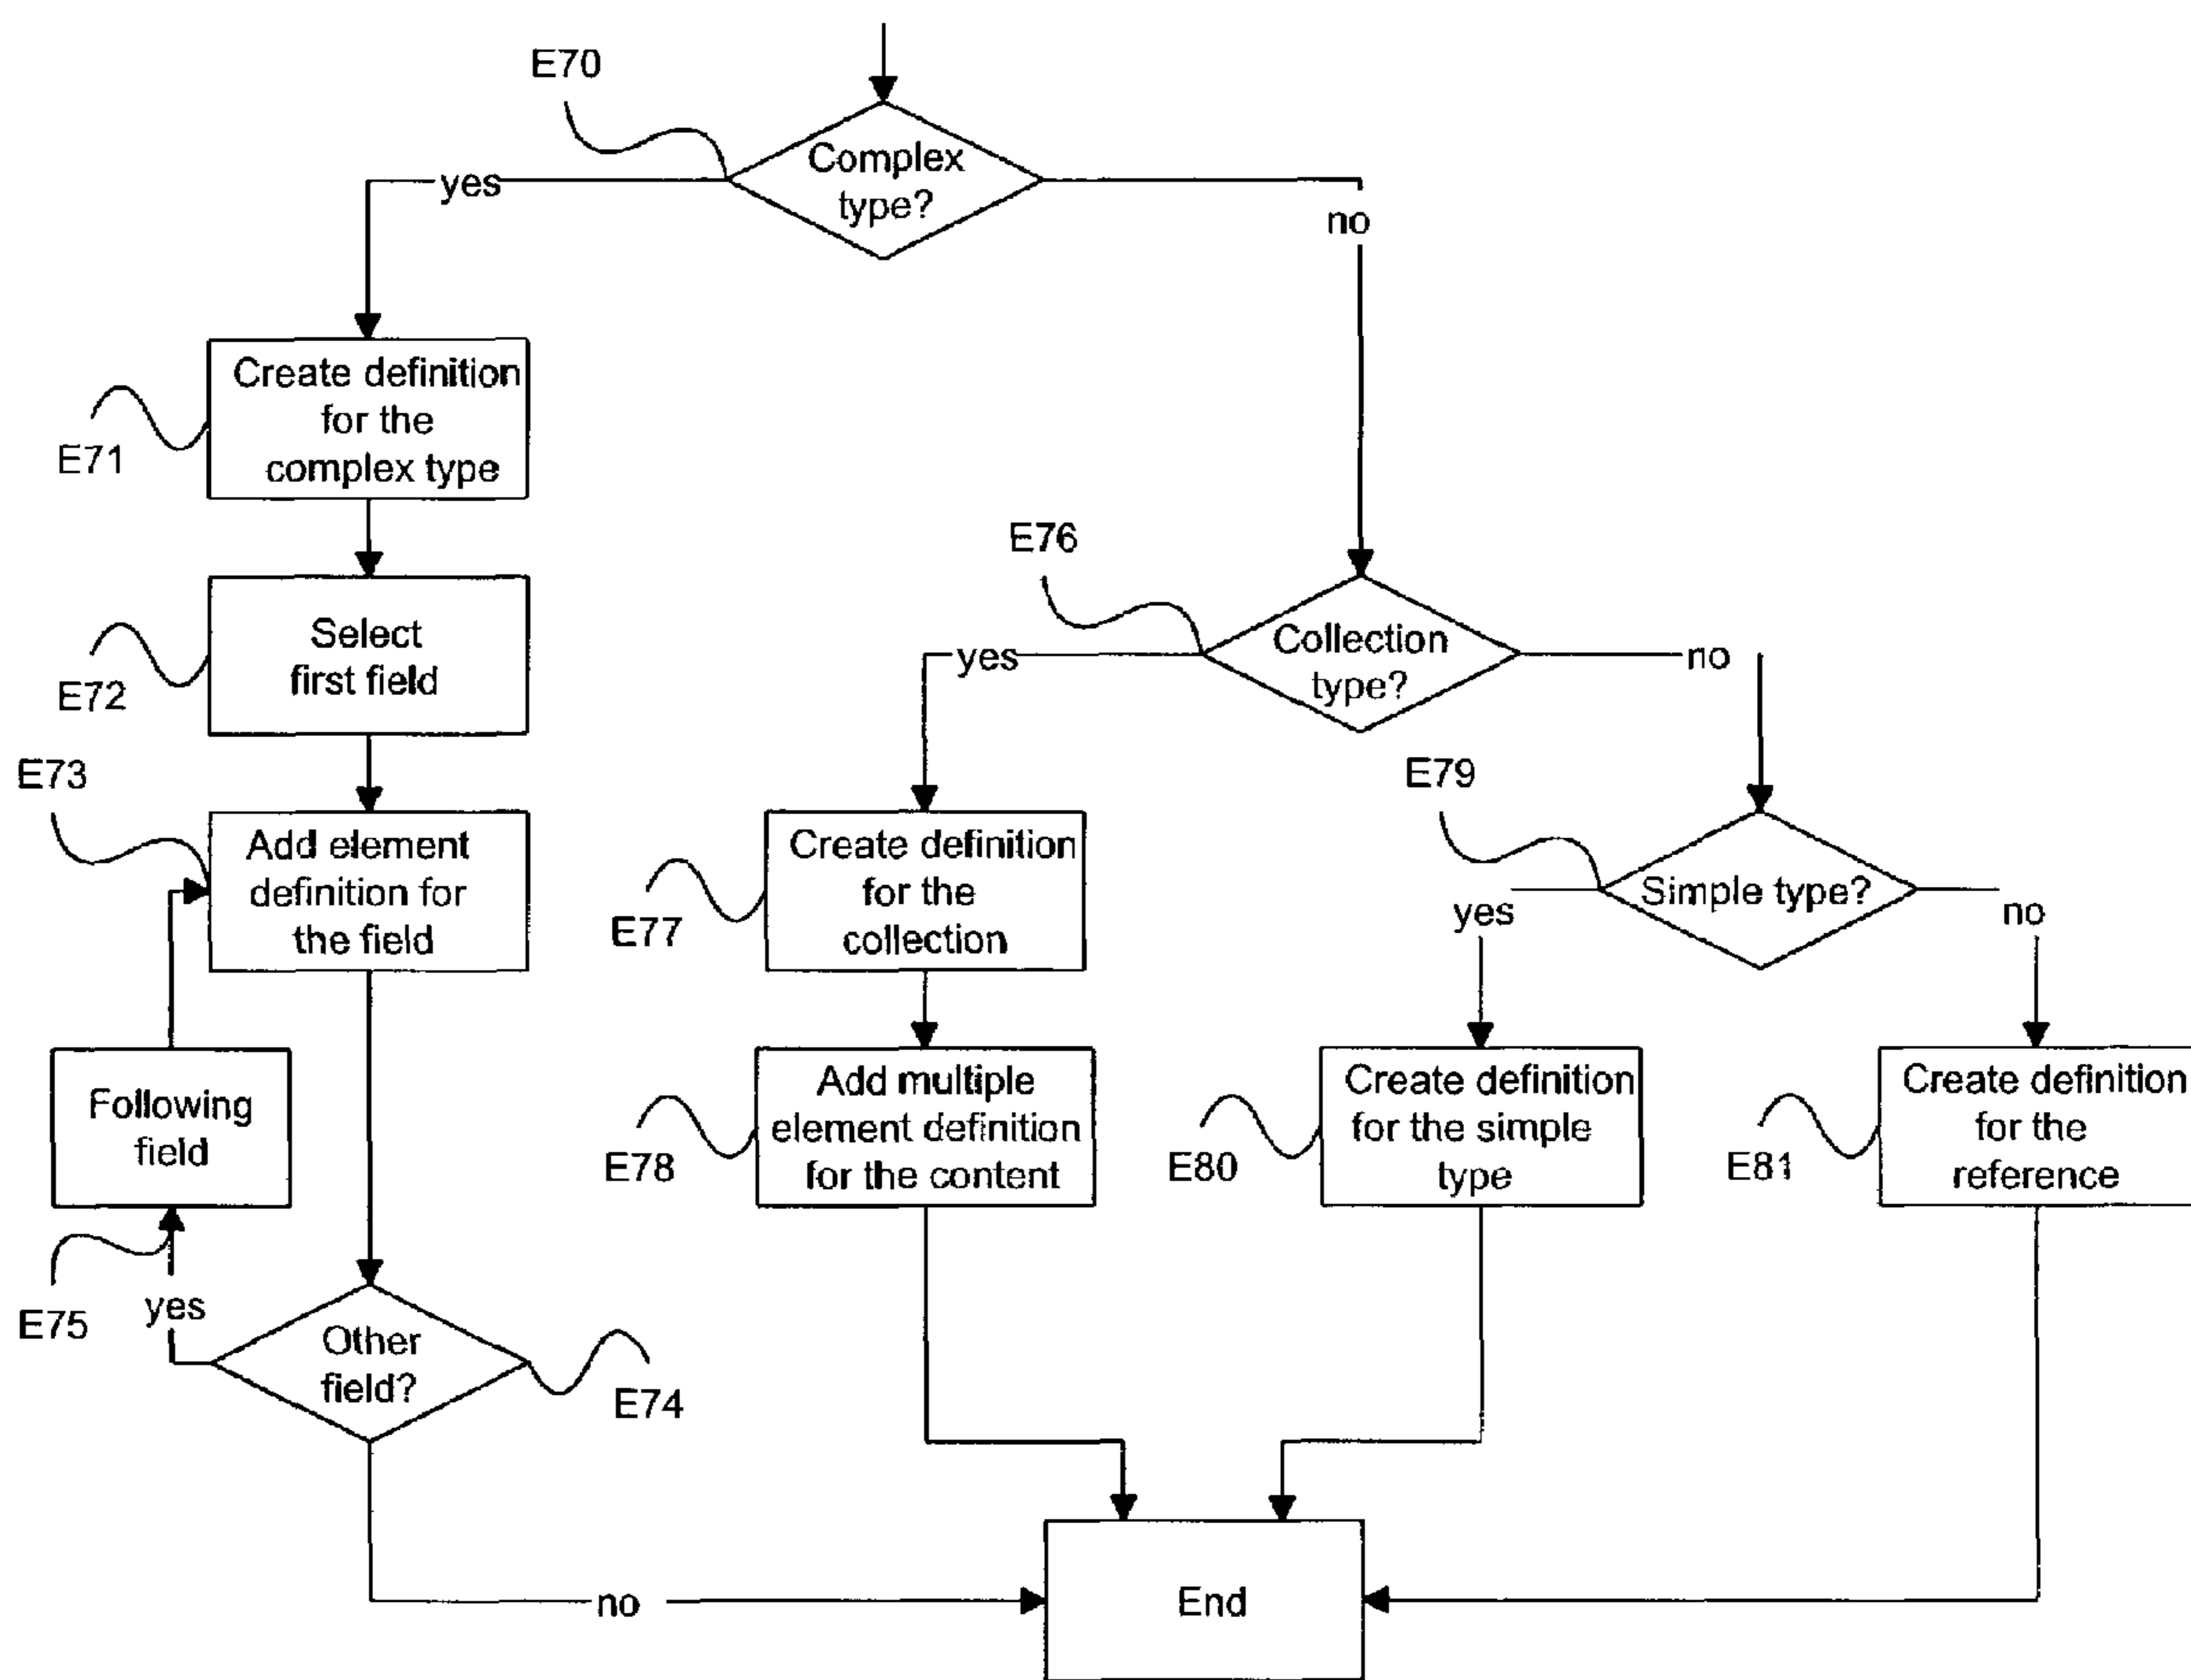 E70
Complex
type?
yes
no
Create definition
for the
complex type
E71
E76
Select
first field
E72
Collection
type?
yes
no
E73
E79
Add element
definition for
the field
Create definition
for the
collection
E77
Simple type?
yes
no
Following
field
Add multiple
element definition
for the content
E78
Create definition
for the simple
type
E80
Create definition
for the
reference
E81
E75
yes
Other
field?
E74
no
End